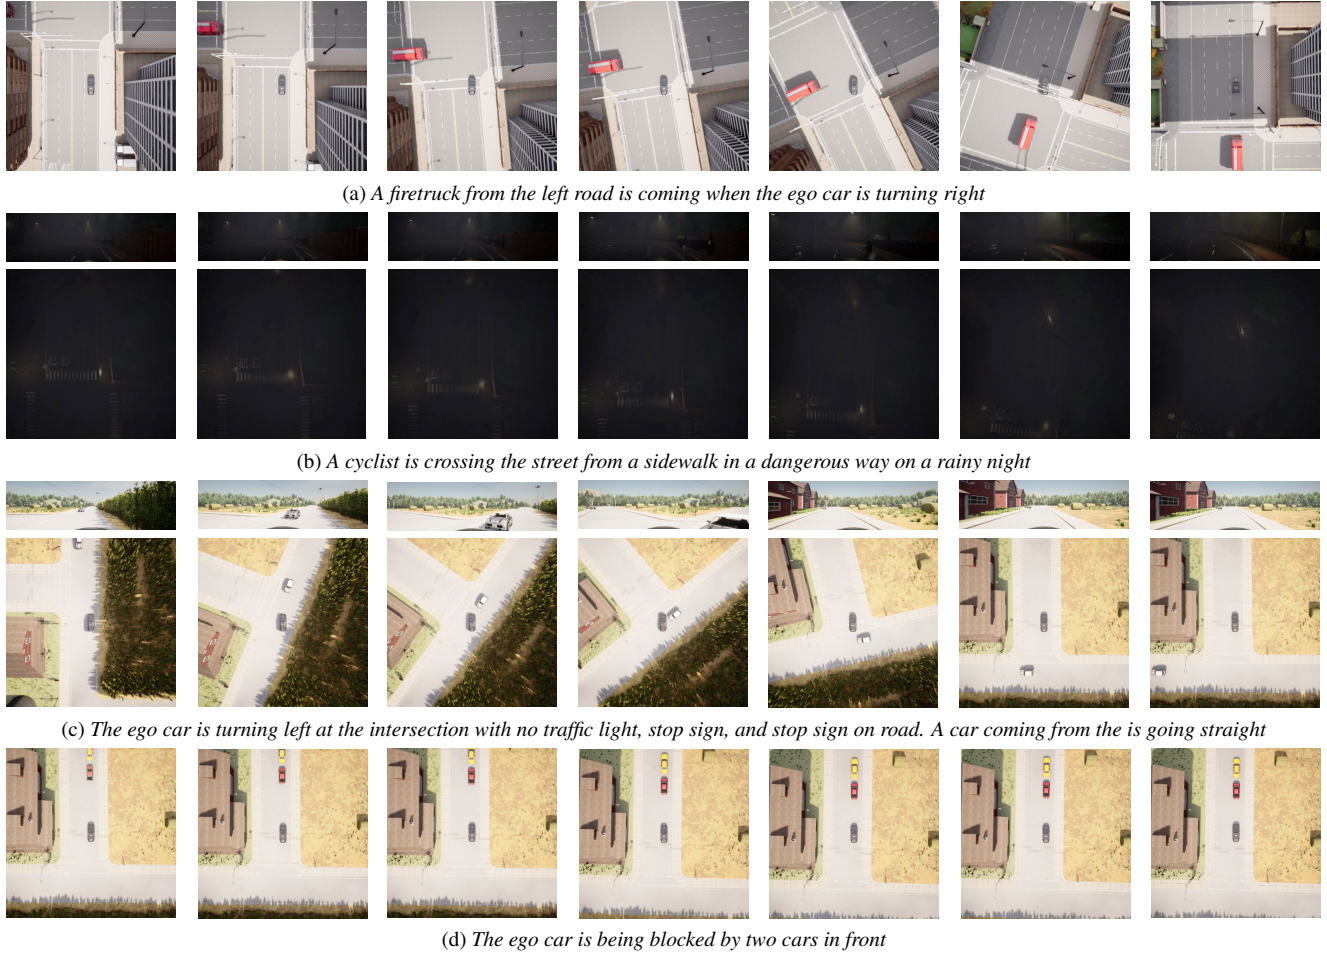 (a) A firetruck from the left road is coming when the ego car is turning right
(b) A cyclist is crossing the street from a sidewalk in a dangerous way on a rainy night
(c) The ego car is turning left at the intersection with no traffic light, stop sign, and stop sign on road. A car coming from the is going straight
(d) The ego car is being blocked by two cars in front